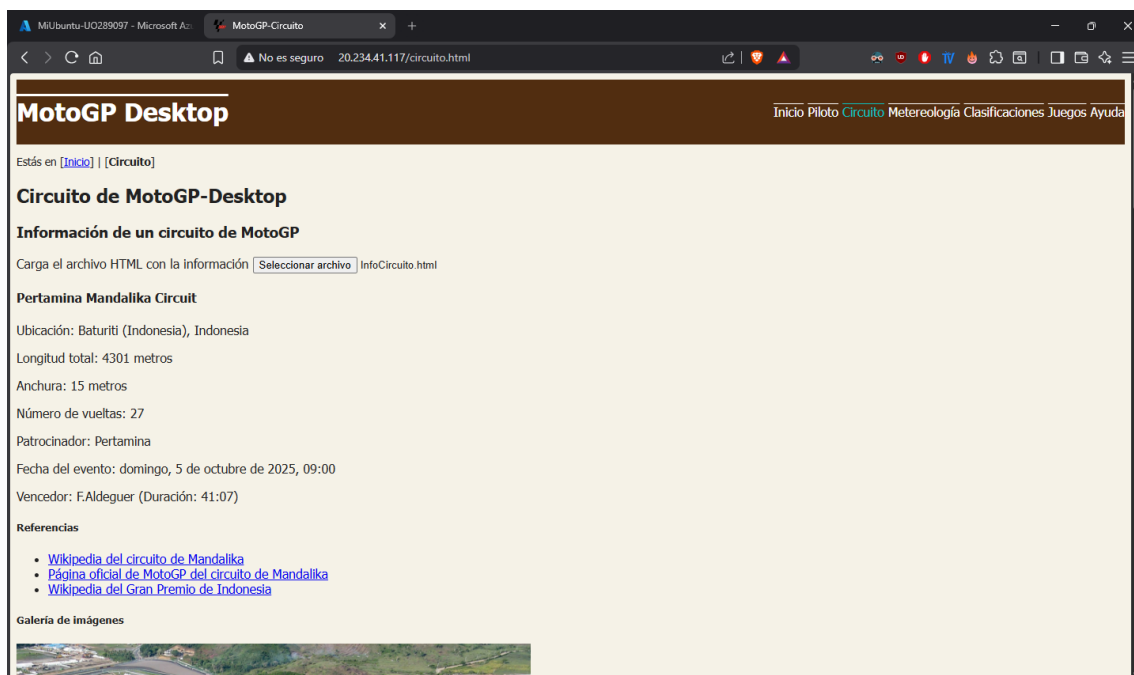 MiUbuntu-UO289097 - Microsoft Az
MotoGP-Circuito
No es seguro 20.234.41.117/circuito.html
MotoGP Desktop
Inicio Piloto Circuito Metereología Clasificaciones Juegos Ayuda
Estás en [Inicio] | [Circuito]
Circuito de MotoGP-Desktop
Información de un circuito de MotoGP
Carga el archivo HTML con la información Seleccionar archivo InfoCircuito.html
Pertamina Mandalika Circuit
Ubicación: Baturiti (Indonesia), Indonesia
Longitud total: 4301 metros
Anchura: 15 metros
Número de vueltas: 27
Patrocinador: Pertamina
Fecha del evento: domingo, 5 de octubre de 2025, 09:00
Vencedor: F.Aldeguer (Duración: 41:07)
Referencias
• Wikipedia del circuito de Mandalika
• Página oficial de MotoGP del circuito de Mandalika
• Wikipedia del Gran Premio de Indonesia
Galería de imágenes